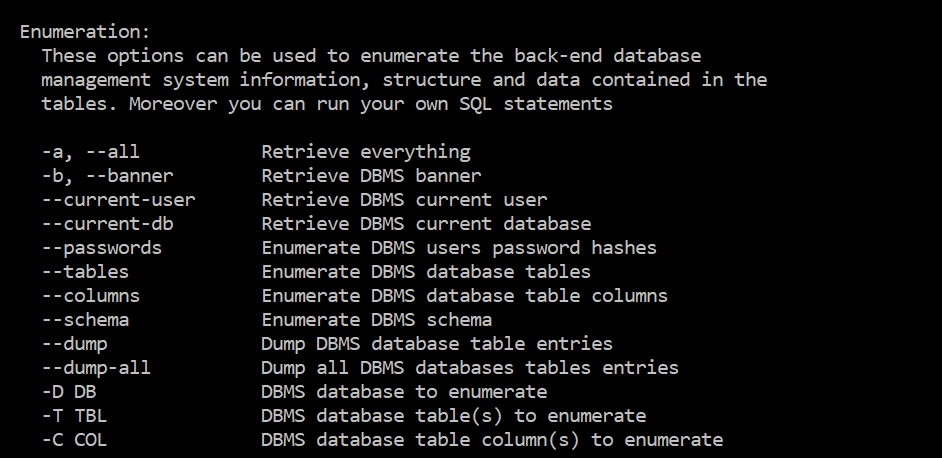 Enumeration:
These options can be used to enumerate the back-end database
management system information, structure and data contained in the
tables. Moreover you can run your own SQL statements
-a, --all Retrieve everything
-b, --banner Retrieve DBMS banner
--current-user Retrieve DBMS current user
--current-db Retrieve DBMS current database
--passwords Enumerate DBMS users password hashes
--tables Enumerate DBMS database tables
--columns Enumerate DBMS database table columns
--schema Enumerate DBMS schema
--dump Dump DBMS database table entries
--dump-all Dump all DBMS databases tables entries
-D DB DBMS database to enumerate
-T TBL DBMS database table(s) to enumerate
-C COL DBMS database table column(s) to enumerate